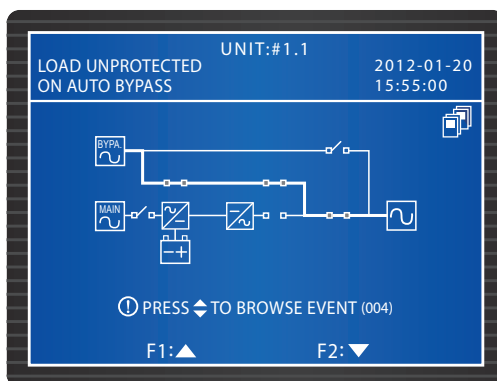 UNIT:#1.1
LOAD UNPROTECTED
ON AUTO BYPASS
2012-01-20
15:55:00
BYPA.
MAIN
! PRESS TO BROWSE EVENT (004)
F1:
F2: